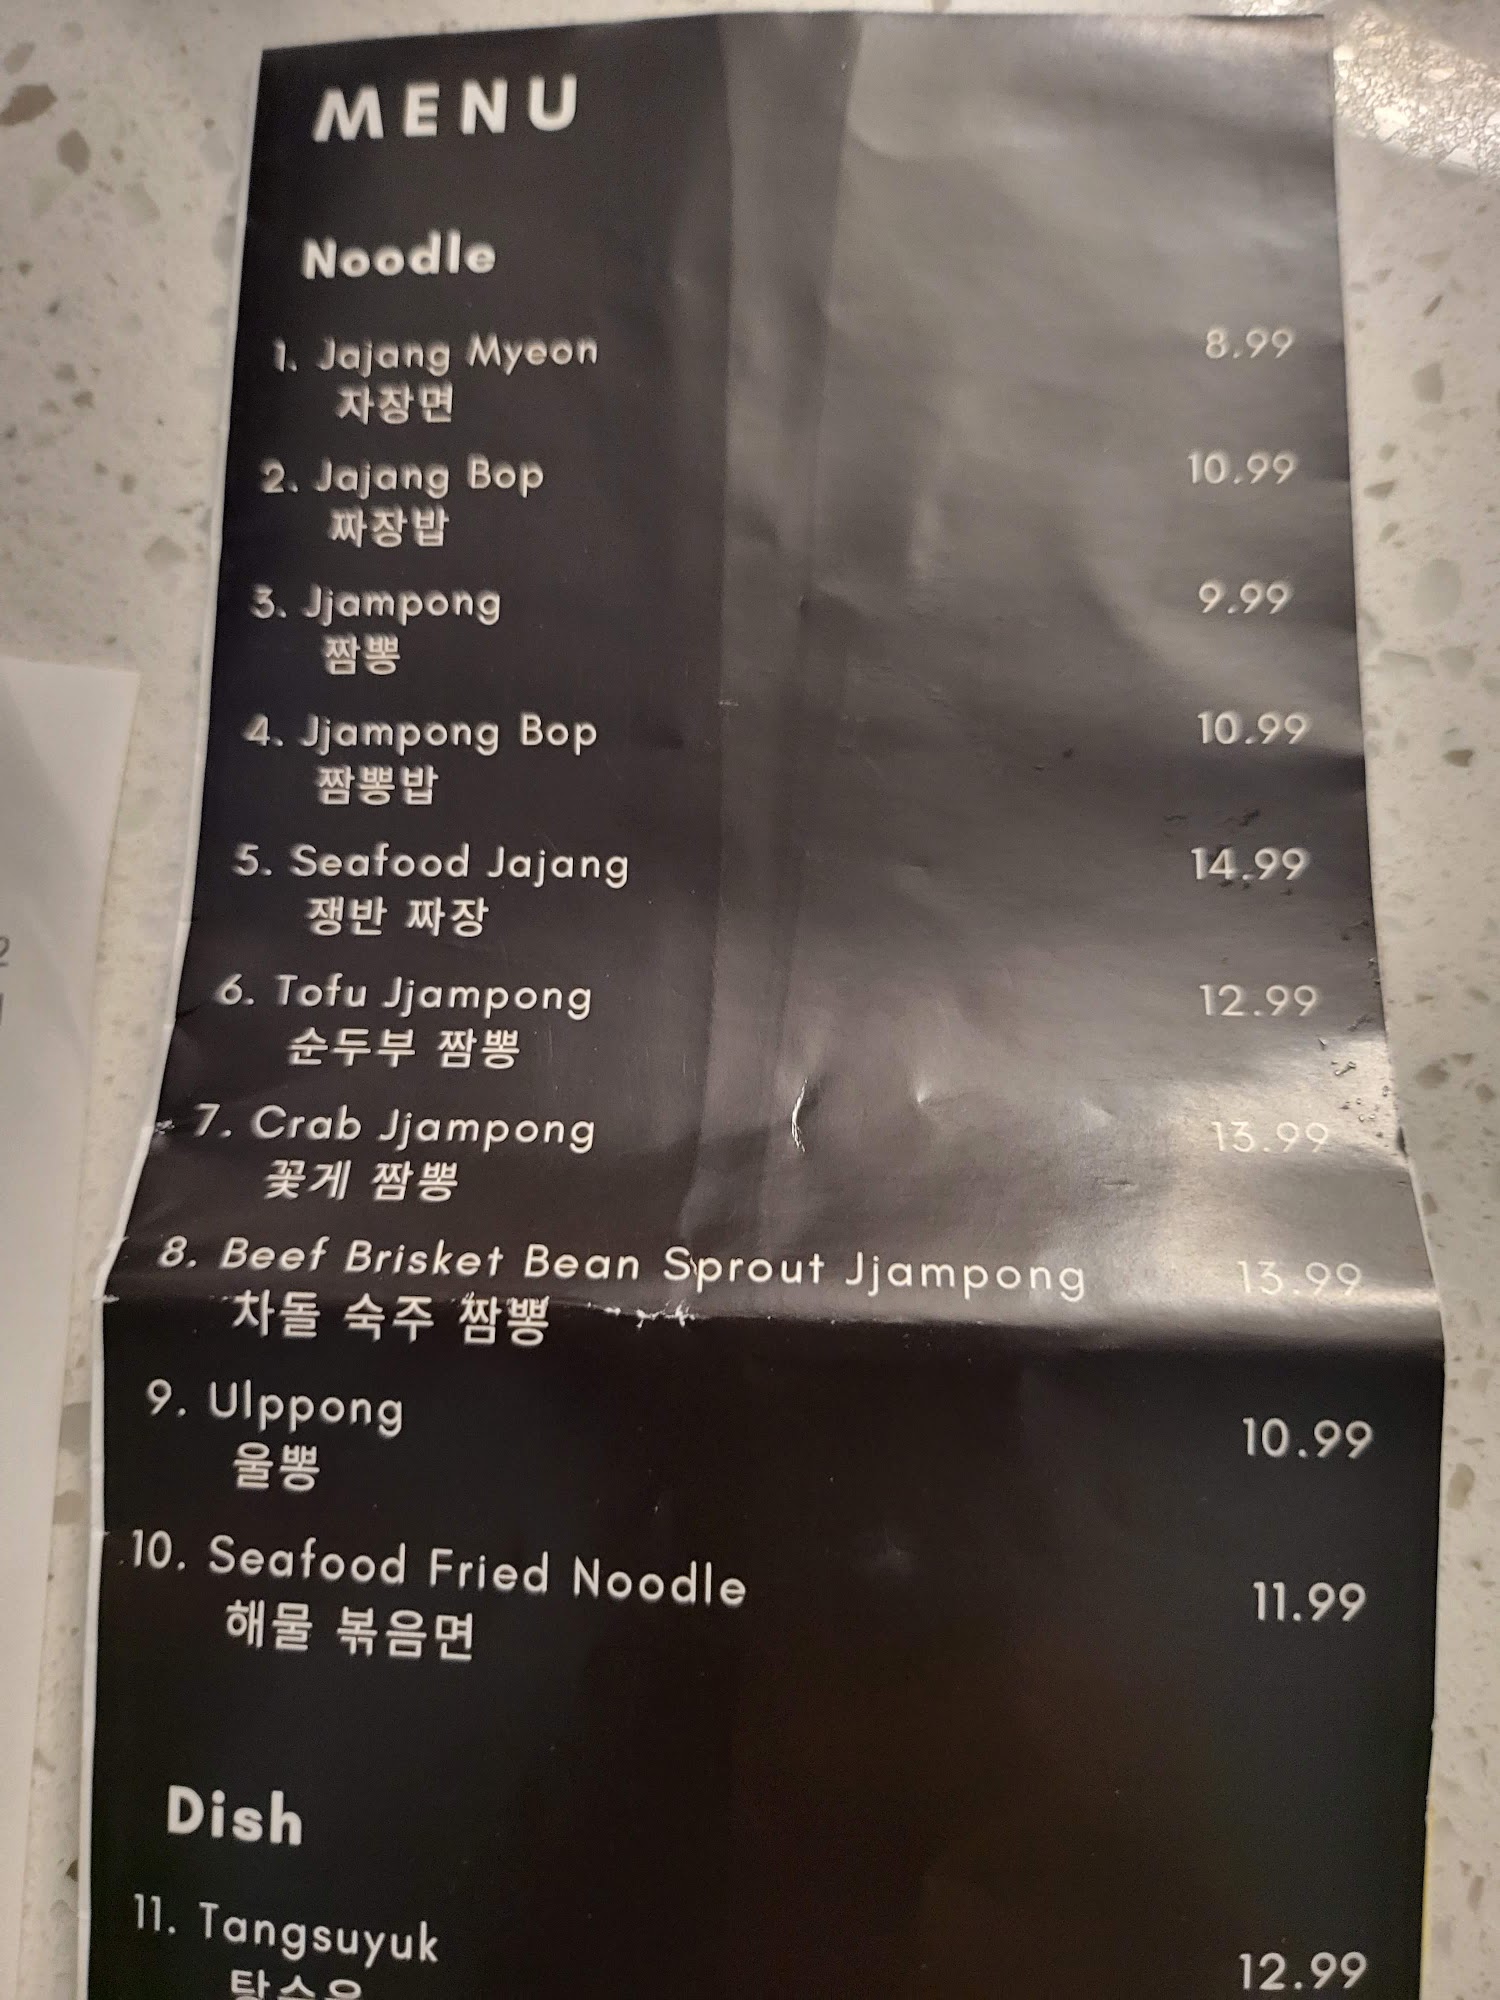 MENU
Noodle
1. Jajang Myeon 8.99
자장면
2. Jajang Bop 10.99
짜장밥
3. Jjampong 9.99
짬뽕
4. Jjampong Bop 10.99
짬뽕밥
5. Seafood Jajang 14.99
쟁반 짜장
6. Tofu Jjampong 12.99
순두부 짬뽕
7. Crab Jjampong 13.99
꽃게 짬뽕
8. Beef Brisket Bean Sprout Jjampong 13.99
차돌 숙주 짬뽕
9. Ulppong 10.99
울뽕
10. Seafood Fried Noodle 11.99
해물 볶음면
Dish
11. Tangsuyuk 12.99